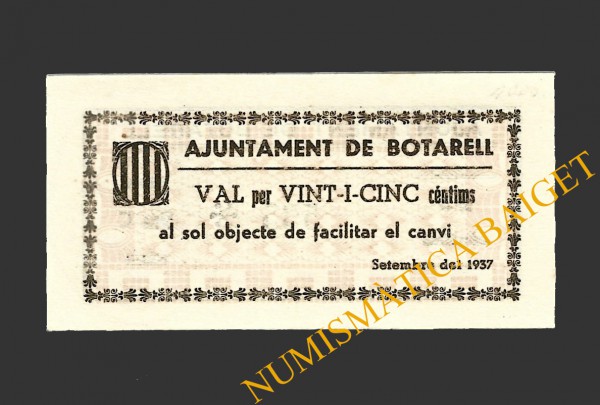 AJUNTAMENT DE BOTARELL
VAL per VINT-I-CINC cèntims
al sol objecte de facilitar el canvi
Setembre del 1937
NUMISMÀTICA BAIGET